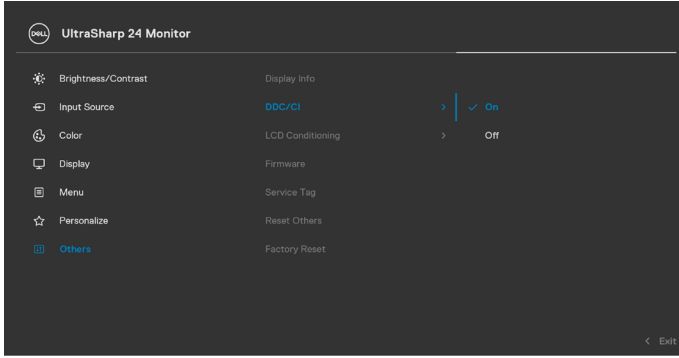 DELL UltraSharp 24 Monitor
Brightness/Contrast Display Info
Input Source DDC/CI > ✓ On
Color LCD Conditioning > Off
Display Firmware
Menu Service Tag
Personalize Reset Others
Others Factory Reset
< Exit